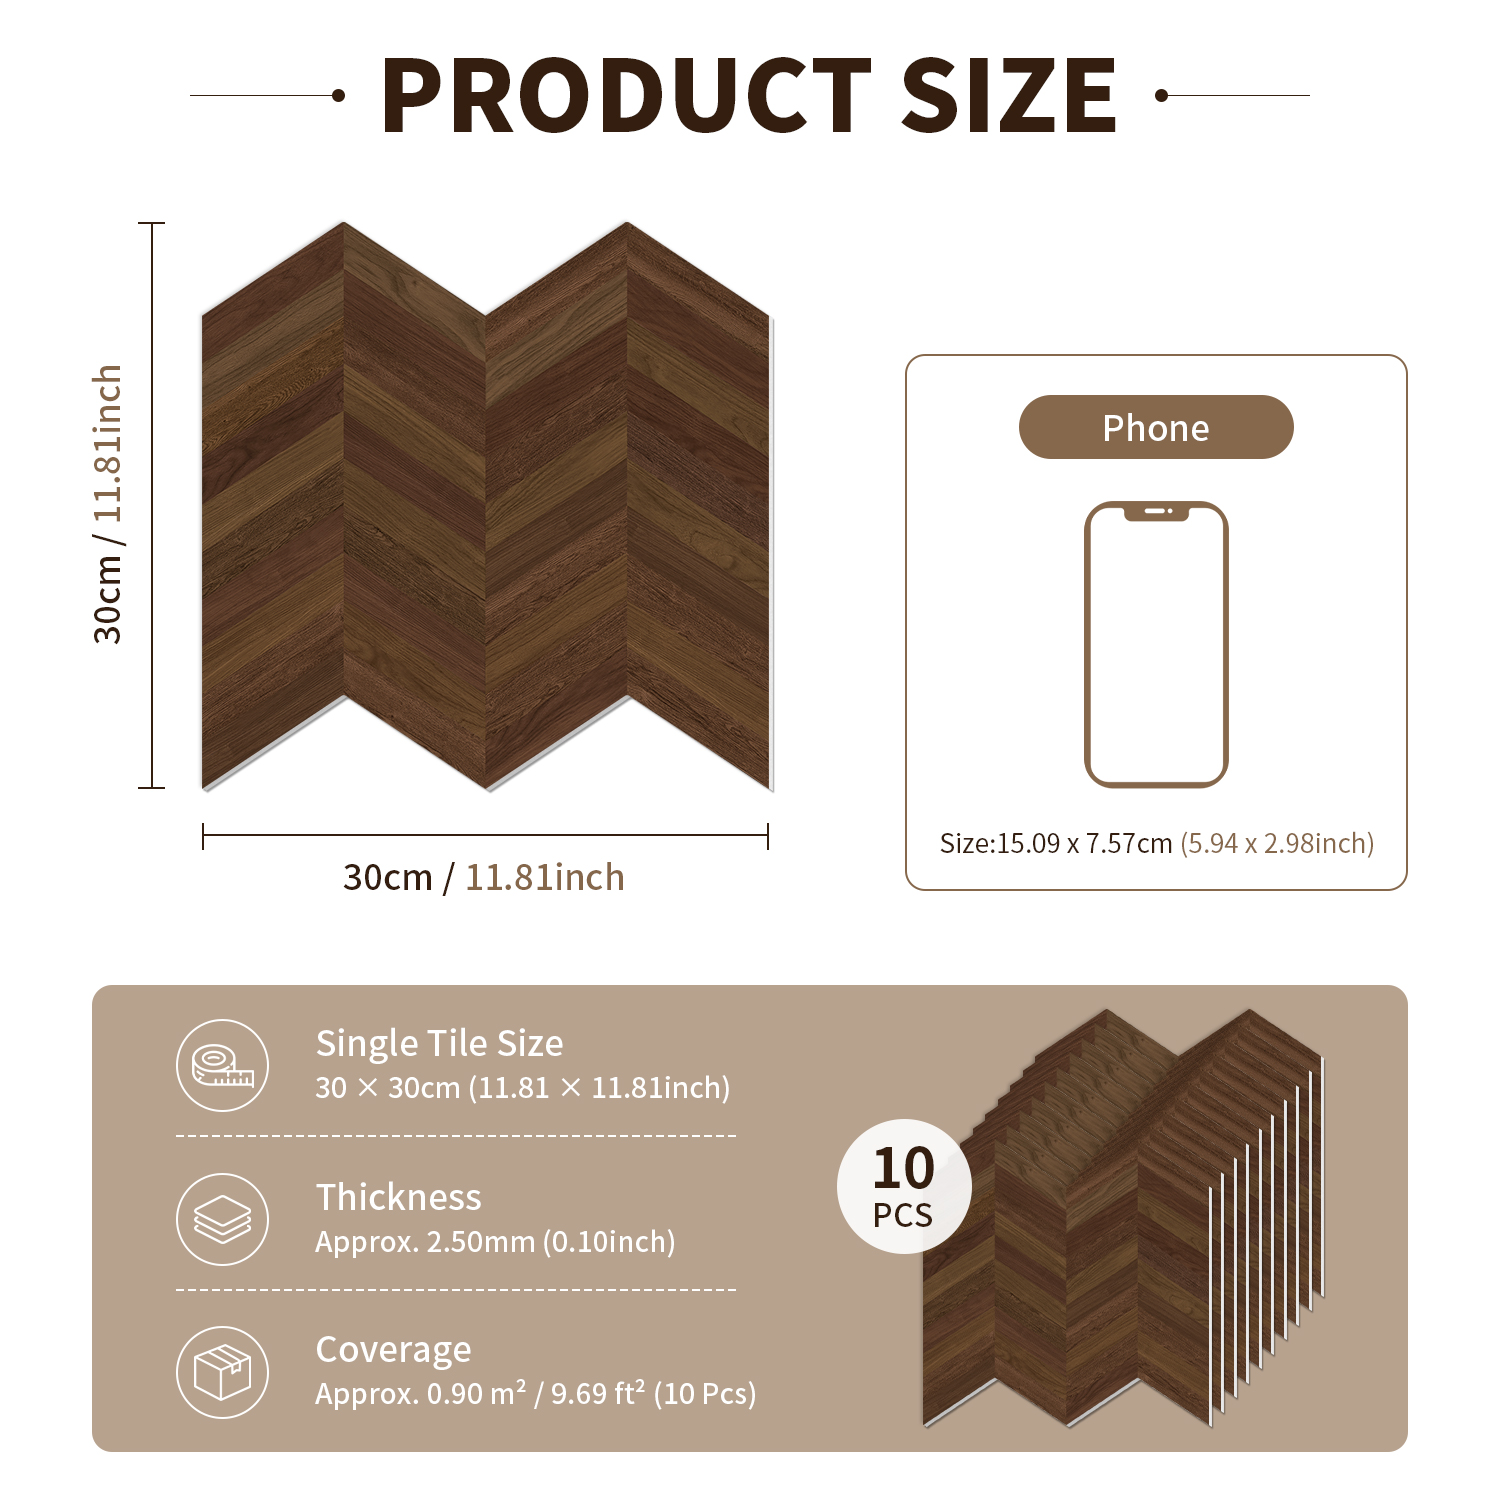 PRODUCT SIZE
30cm / 11.81inch
30cm / 11.81inch
Phone
Size:15.09 x 7.57cm (5.94 x 2.98inch)
Single Tile Size
30 × 30cm (11.81 × 11.81inch)
Thickness
Approx. 2.50mm (0.10inch)
Coverage
Approx. 0.90 m² / 9.69 ft² (10 Pcs)
10
PCS